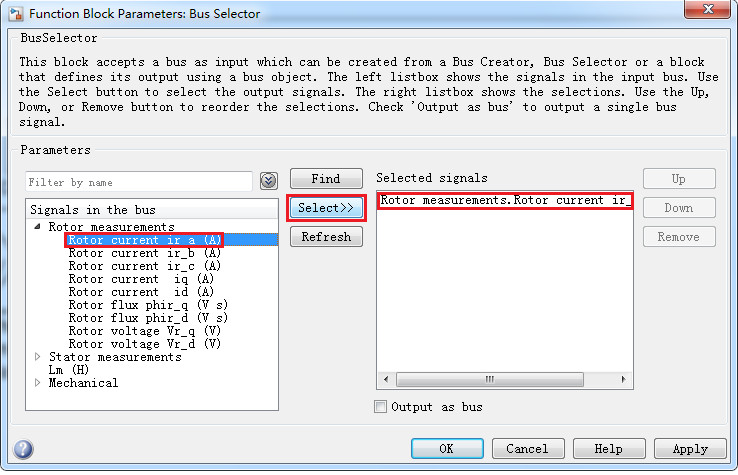 Function Block Parameters: Bus Selector
BusSelector
This block accepts a bus as input which can be created from a Bus Creator, Bus Selector or a block
that defines its output using a bus object. The left listbox shows the signals in the input bus. Use
the Select button to select the output signals. The right listbox shows the selections. Use the Up,
Down, or Remove button to reorder the selections. Check 'Output as bus' to output a single bus
signal.
Parameters
Filter by name
Find
Selected signals
Up
Signals in the bus
Select>>
Rotor measurements.Rotor current ir_
Down
Rotor measurements
Refresh
Remove
Rotor current ir_a (A)
Rotor current ir_b (A)
Rotor current ir_c (A)
Rotor current  iq (A)
Rotor current  id (A)
Rotor flux phir_q (V s)
Rotor flux phir_d (V s)
Rotor voltage Vr_q (V)
Rotor voltage Vr_d (V)
Stator measurements
Lm (H)
Mechanical
Output as bus
OK
Cancel
Help
Apply